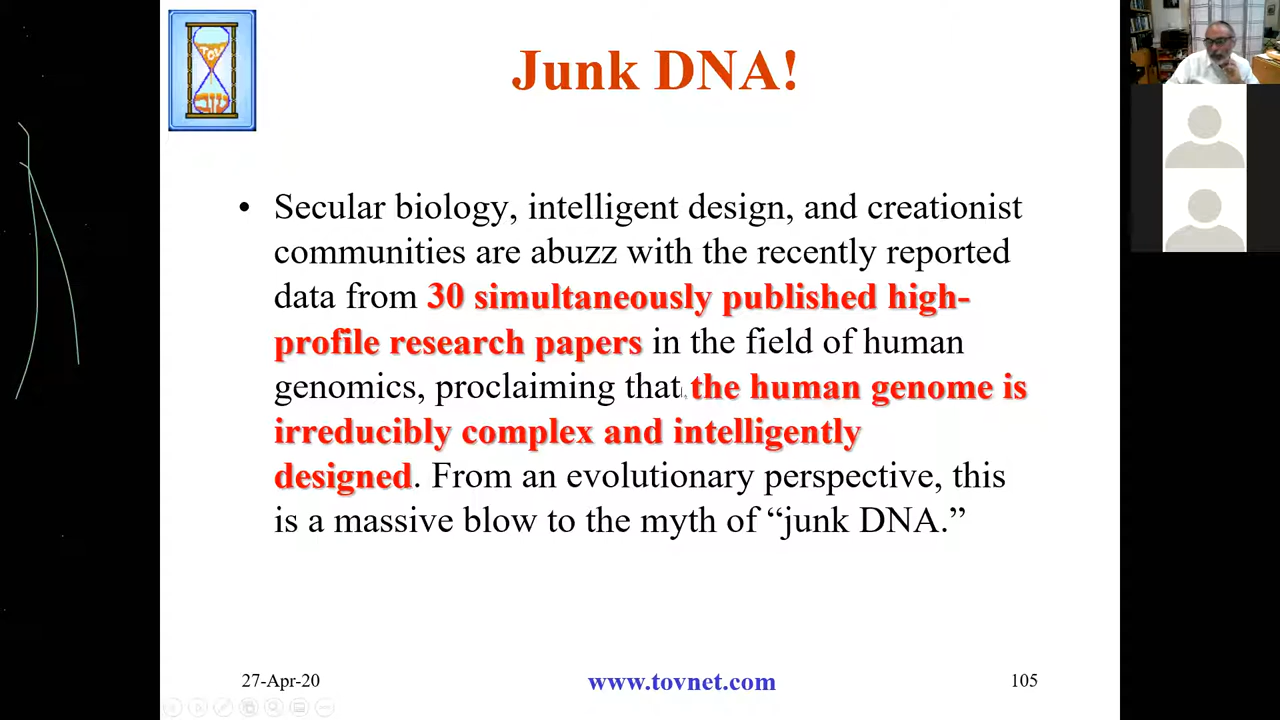 Junk DNA!
• Secular biology, intelligent design, and creationist
communities are abuzz with the recently reported
data from 30 simultaneously published high-
profile research papers in the field of human
genomics, proclaiming that the human genome is
irreducibly complex and intelligently
designed. From an evolutionary perspective, this
is a massive blow to the myth of “junk DNA.”
27-Apr-20
www.tovnet.com
105